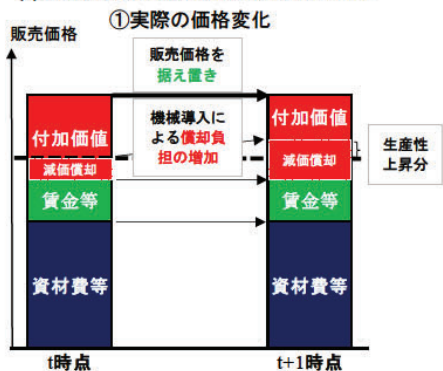 ①実際の価格変化
販売価格
販売価格を
据え置き
機械導入に
よる償却負
担の増加
付加価値
減価償却
賃金等
資材費等
付加価値
減価償却
賃金等
資材費等
生産性
上昇分
t時点
t+1時点